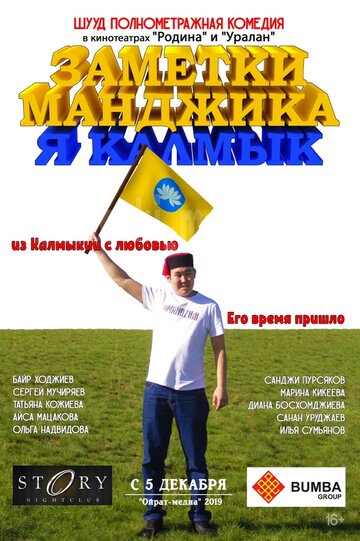 ШУУД ПОЛНОМЕТРАЖНАЯ КОМЕДИЯ
в кинотеатрах "Родина" и "Уралан"
ЗАМЕТКИ
МАНДЖИКА
Я КАЛМЫК
из Калмыкии с любовью
Его время пришло
#MANJZHIK
БАЙР ХОДЖИЕВ
СЕРГЕЙ МУЧИРЯЕВ
ТАТЬЯНА КОЖИЕВА
АЙСА МАЦАКОВА
ОЛЬГА НАДВИДОВА
САНДЖИ ПУРСЯКОВ
МАРИНА КИКЕЕВА
ДИАНА БОСХОМДЖИЕВА
САНАН УРУДЖАЕВ
ИЛЬЯ СУМЬЯНОВ
STORY
NIGHTCLUB
С 5 ДЕКАБРЯ
"Ойрат-медиа" 2019
BUMBA
GROUP
16+